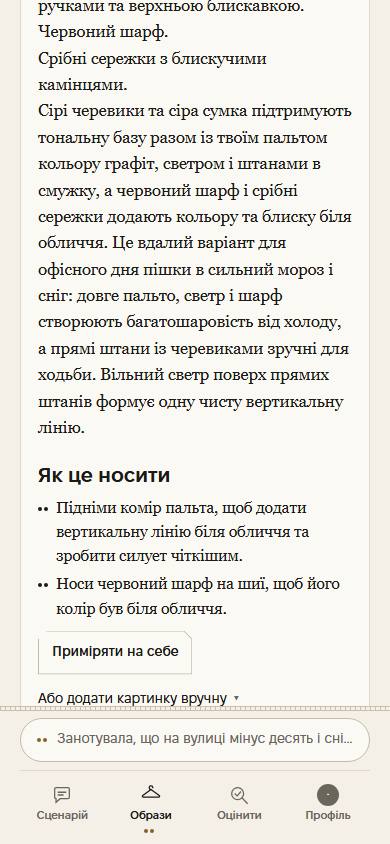 ручками та верхньою блискавкою.
Червоний шарф.
Срібні сережки з блискучими
камінцями.
Сірі черевики та сіра сумка підтримують
тональну базу разом із твоїм пальтом
кольору графіт, светром і штанами в
смужку, а червоний шарф і срібні
сережки додають кольору та блиску біля
обличчя. Це вдалий варіант для
офісного дня пішки в сильний мороз і
сніг: довге пальто, светр і шарф
створюють багатошаровість від холоду,
а прямі штани із черевиками зручні для
ходьби. Вільний светр поверх прямих
штанів формує одну чисту вертикальну
лінію.
Як це носити
Підніми комір пальта, щоб додати
вертикальну лінію біля обличчя та
зробити силует чіткішим.
Носи червоний шарф на шиї, щоб його
колір був біля обличчя.
Приміряти на себе
Або додати картинку вручну
Занотувала, що на вулиці мінус десять і сні...
Сценарій
Образи
Оцінити
Профіль